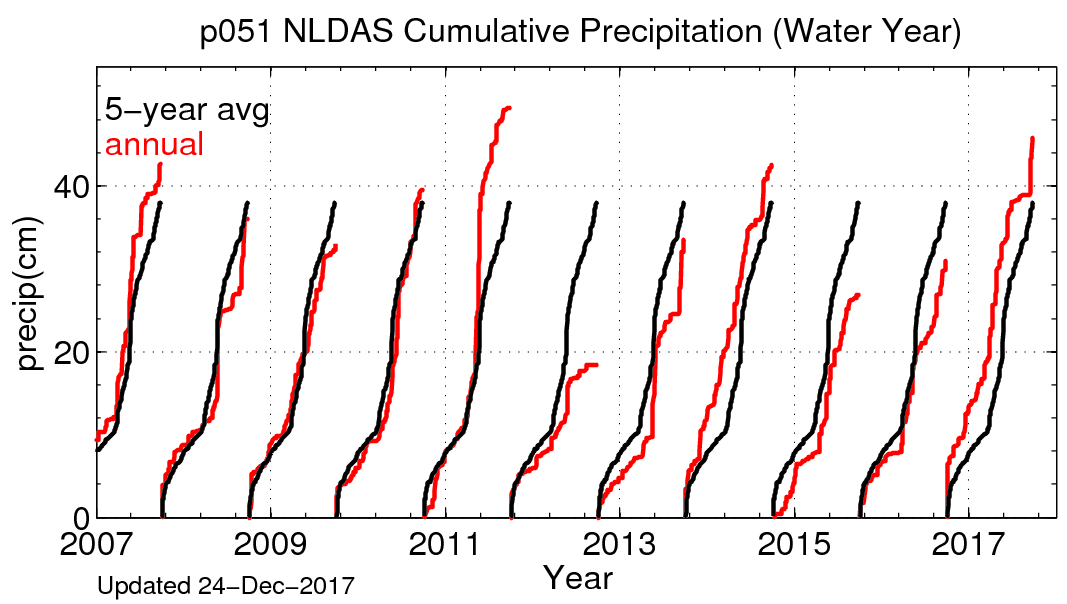 p051 NLDAS Cumulative Precipitation (Water Year)
5−year avg
annual
precip(cm)
40
20
0
2007 2009 2011 2013 2015 2017
Year
Updated 24−Dec−2017